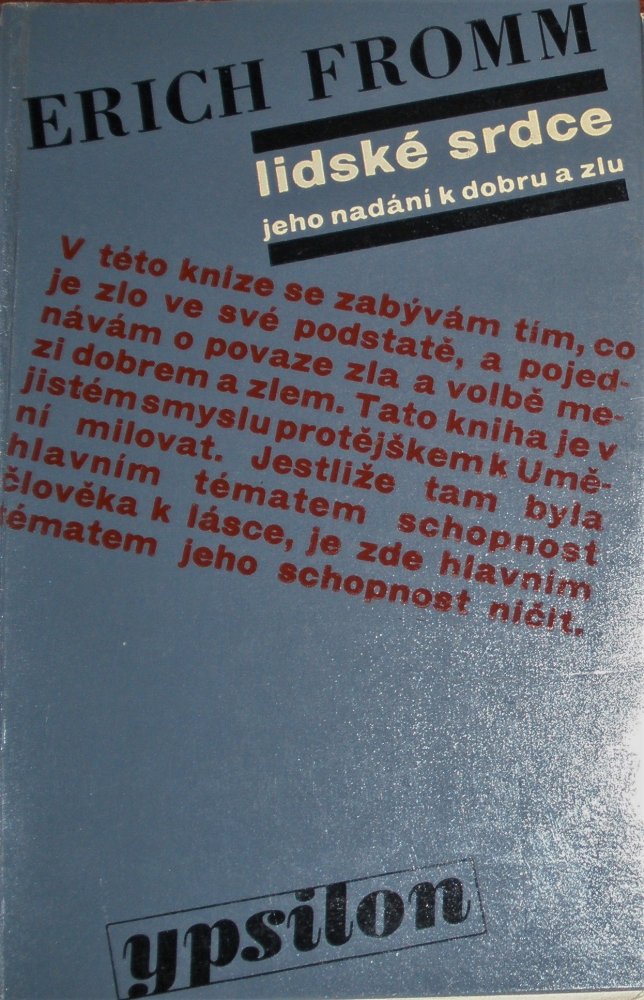 ERICH FROMM
lidské srdce
jeho nadání k dobru a zlu
V této knize se zabývám tím, co
je zlo ve své podstatě, a pojed-
návám o povaze zla a volbě me-
zi dobrem a zlem. Tato kniha je v
jistém smyslu protějškem k Umě-
ní milovat. Jestliže tam byla
hlavním tématem schopnost
člověka k lásce, je zde hlavním
tématem jeho schopnost ničit.
ypsilon